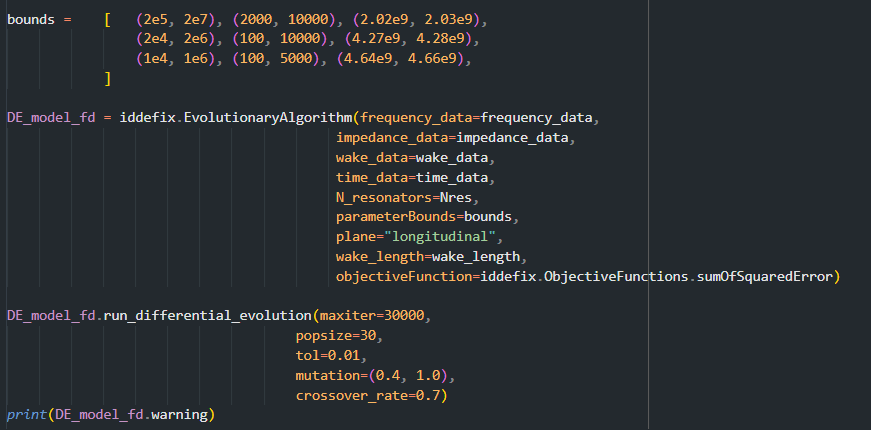 bounds = [ (2e5, 2e7), (2000, 10000), (2.02e9, 2.03e9),
(2e4, 2e6), (100, 10000), (4.27e9, 4.28e9),
(1e4, 1e6), (100, 5000), (4.64e9, 4.66e9),
]
DE_model_fd = iddefix.EvolutionaryAlgorithm(frequency_data=frequency_data,
impedance_data=impedance_data,
wake_data=wake_data,
time_data=time_data,
N_resonators=Nres,
parameterBounds=bounds,
plane="longitudinal",
wake_length=wake_length,
objectiveFunction=iddefix.ObjectiveFunctions.sumOfSquaredError)
DE_model_fd.run_differential_evolution(maxiter=30000,
popsize=30,
tol=0.01,
mutation=(0.4, 1.0),
crossover_rate=0.7)
print(DE_model_fd.warning)